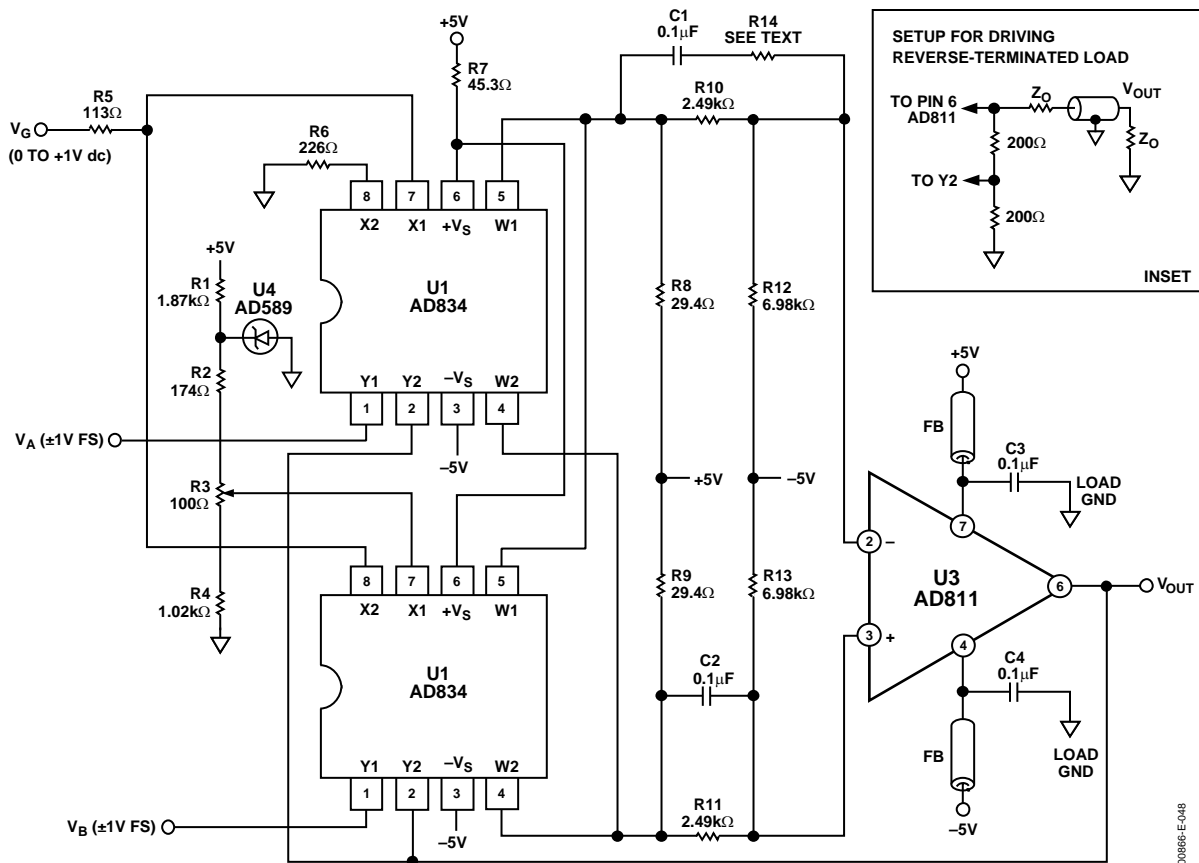 C1
0.1µF
R14
SEE TEXT
+5V
R7
45.3Ω
R10
2.49kΩ
R5
113Ω
V_G
(0 TO +1V dc)
R6
226Ω
8
7
6
5
X2
X1
+V_S
W1
U1
AD834
+5V
R1
1.87kΩ
U4
AD589
R2
174Ω
R8
29.4Ω
R12
6.98kΩ
Y1
Y2
–V_S
W2
1
2
3
4
V_A (±1V FS)
–5V
R3
100Ω
+5V
–5V
R9
29.4Ω
R13
6.98kΩ
R4
1.02kΩ
8
7
6
5
X2
X1
+V_S
W1
U1
AD834
C2
0.1µF
Y1
Y2
–V_S
W2
1
2
3
4
V_B (±1V FS)
–5V
R11
2.49kΩ
SETUP FOR DRIVING
REVERSE-TERMINATED LOAD
TO PIN 6
AD811
Z_O
V_OUT
200Ω
Z_O
TO Y2
200Ω
INSET
+5V
FB
C3
0.1µF
LOAD
GND
7
2
–
U3
AD811
6
V_OUT
3
+
4
C4
0.1µF
LOAD
GND
FB
–5V
00866-E-048